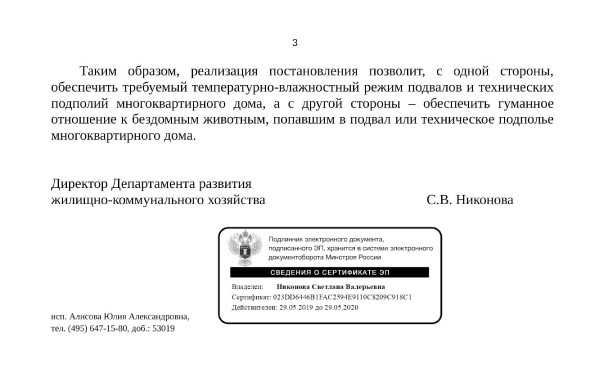 3
Таким образом, реализация постановления позволит, с одной стороны,
обеспечить требуемый температурно-влажностный режим подвалов и технических
подполий многоквартирного дома, а с другой стороны – обеспечить гуманное
отношение к бездомным животным, попавшим в подвал или техническое подполье
многоквартирного дома.
Директор Департамента развития
жилищно-коммунального хозяйства С.В. Никонова
Подлинник электронного документа,
подписанного ЭП, хранится в системе электронного
документоборота Минстроя России
СВЕДЕНИЯ О СЕРТИФИКАТЕ ЭП
Владелец: Никонова Светлана Валерьевна
Сертификат: 023DD6446B1FAC2594E9110C8209C918C1
Действителен: 29.05.2019 до 29.05.2020
исп. Алисова Юлия Александровна,
тел. (495) 647-15-80, доб.: 53019